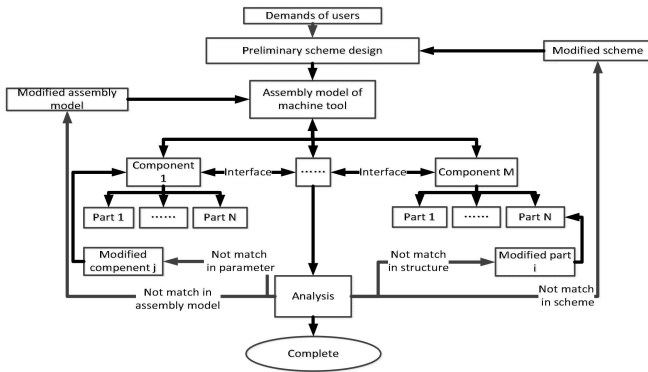 Demands of users
Preliminary scheme design
Modified scheme
Modified assembly
model
Assembly model of
machine tool
Component
1
Interface
......
Interface
Component M
Part 1
......
Part N
Part 1
......
Part N
Modified
compenent j
Not match
in parameter
Not match
in structure
Modified part
i
Not match in
assembly model
Analysis
Not match
in scheme
Complete